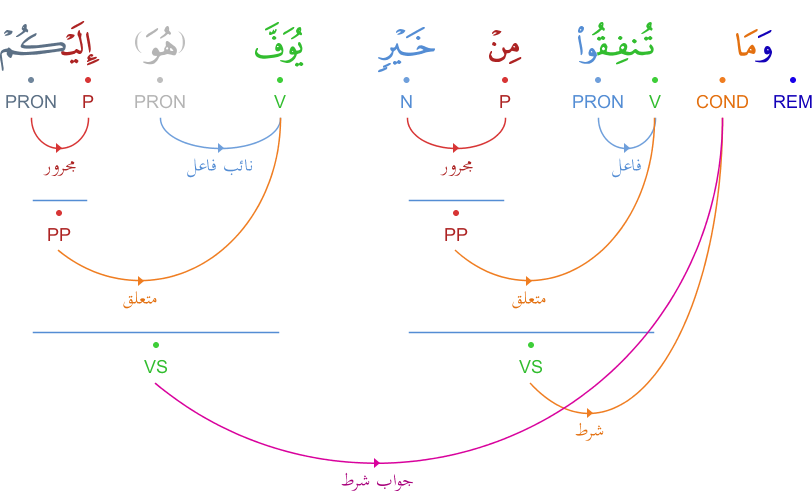 وَمَا تُنفِقُوا۟ مِنْ خَيْرٍ يُوَفَّ (هُوَ) إِلَيْكُمْ
REM COND V PRON P N V PRON P PRON
فاعل مجرور نائب فاعل مجرور
PP PP
متعلق متعلق
VS VS
شرط
جواب شرط